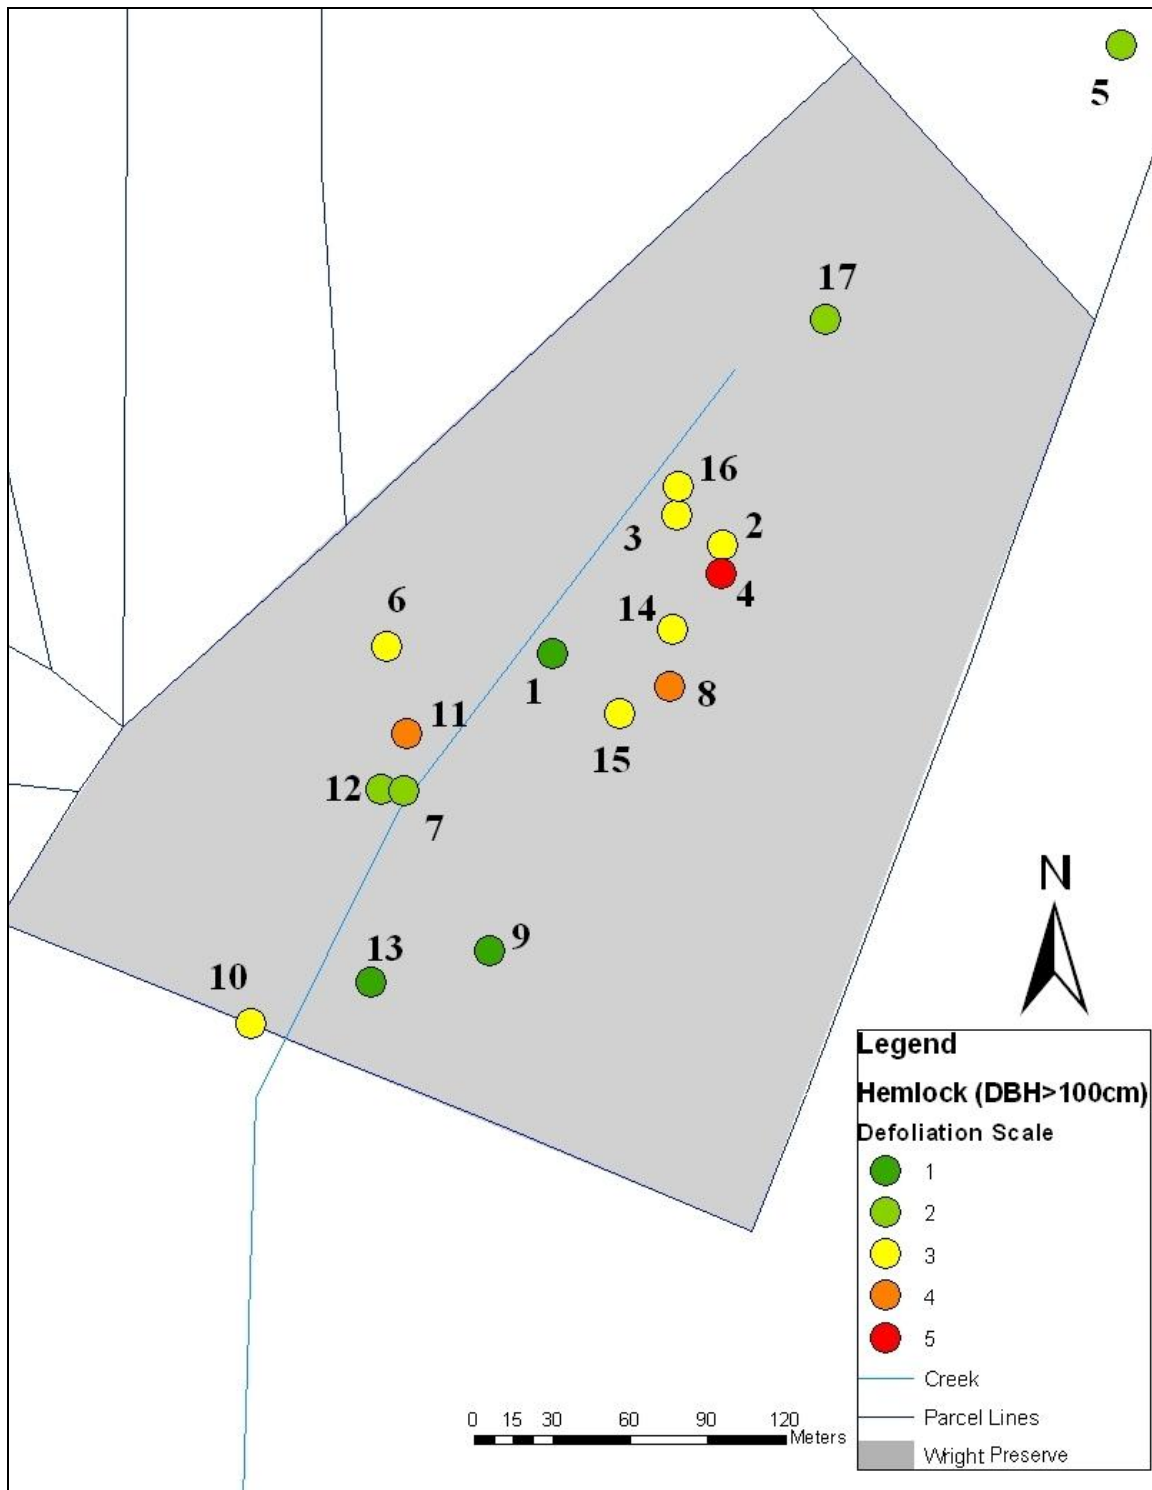 5
17
16
3
2
4
14
6
1
8
11
15
12
7
9
13
10
N
Legend
Hemlock (DBH>100cm)
Defoliation Scale
1
2
3
4
5
Creek
Parcel Lines
Wright Preserve
0 15 30 60 90 120
Meters